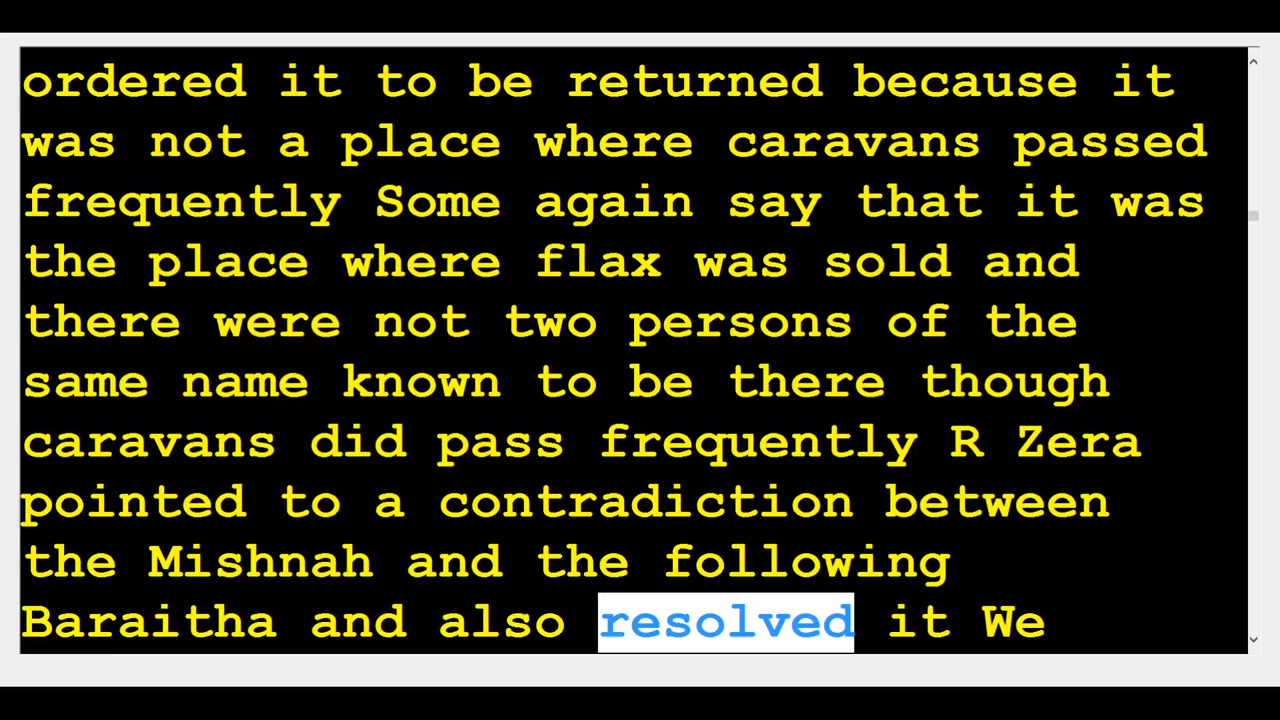 ordered it to be returned because it
was not a place where caravans passed
frequently Some again say that it was
the place where flax was sold and
there were not two persons of the
same name known to be there though
caravans did pass frequently R Zera
pointed to a contradiction between
the Mishnah and the following
Baraitha and also resolved it We